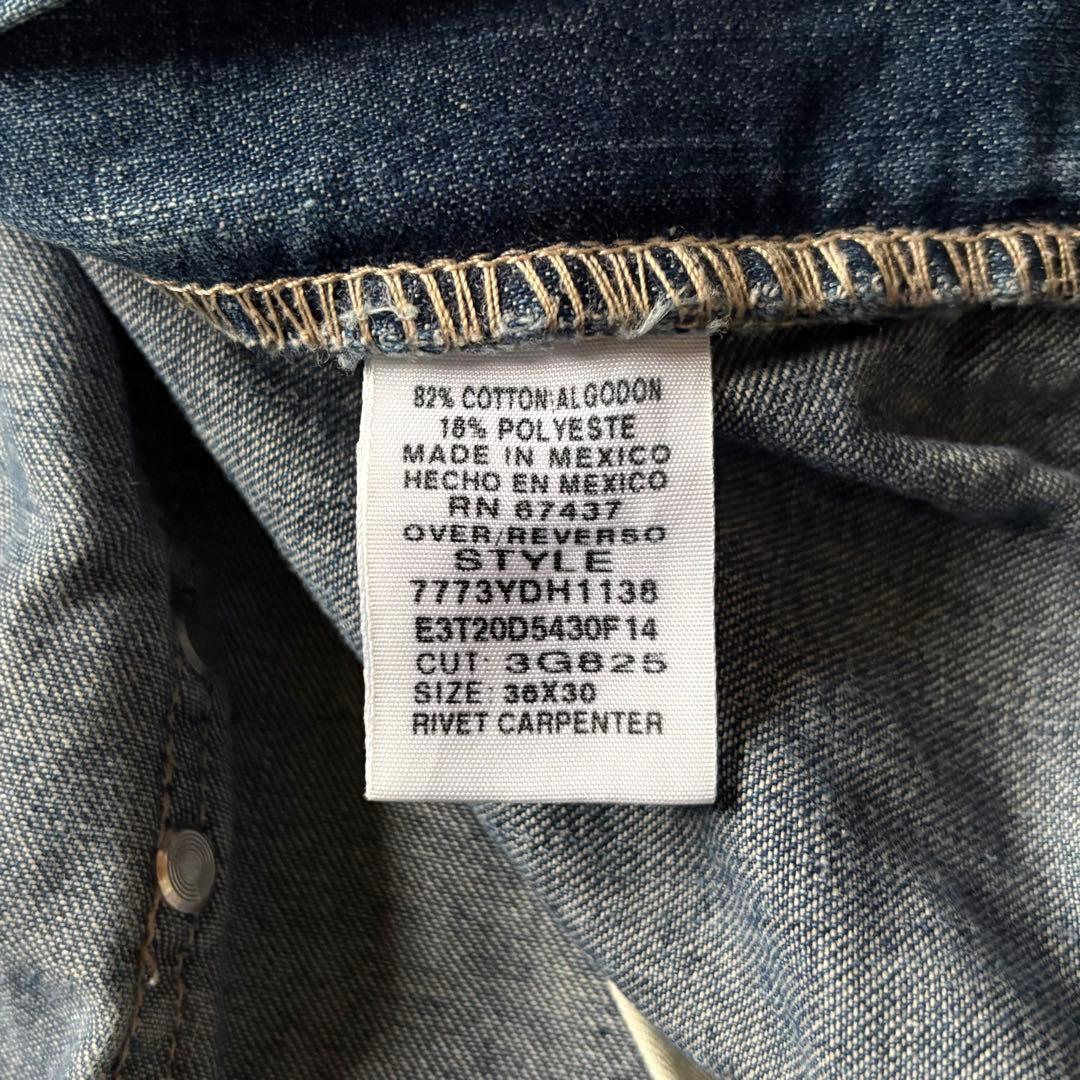 82% COTTON/ALGODON
18% POLYESTE
MADE IN MEXICO
HECHO EN MEXICO
RN 67437
OVER/REVERSO
STYLE
7773YDH1138
E3T20D5430F14
CUT: 3G825
SIZE: 36X30
RIVET CARPENTER